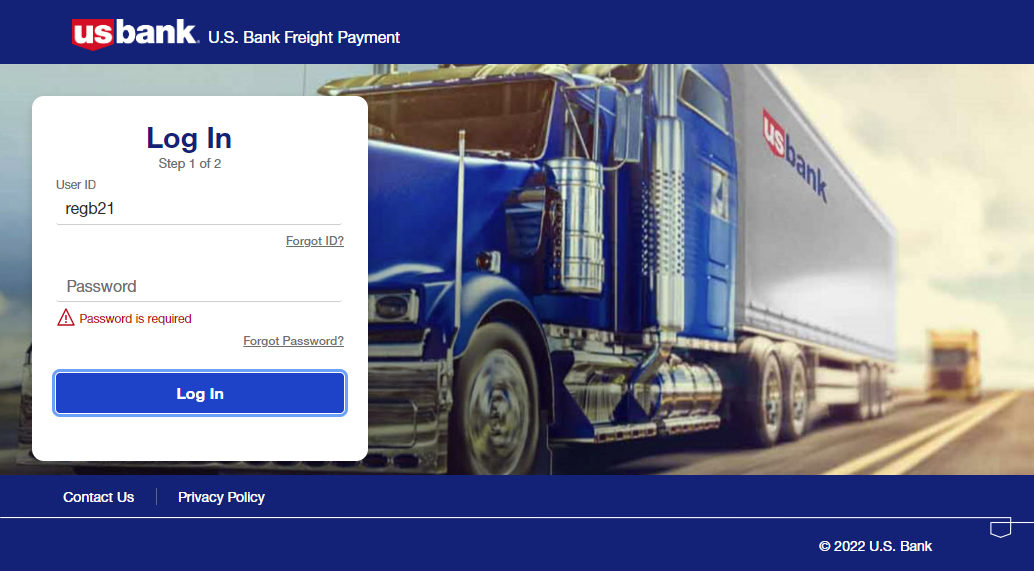 usbank. U.S. Bank Freight Payment
Log In
Step 1 of 2
User ID
regb21
Forgot ID?
Password
Password is required
Forgot Password?
Log In
usbank
Contact Us
Privacy Policy
© 2022 U.S. Bank